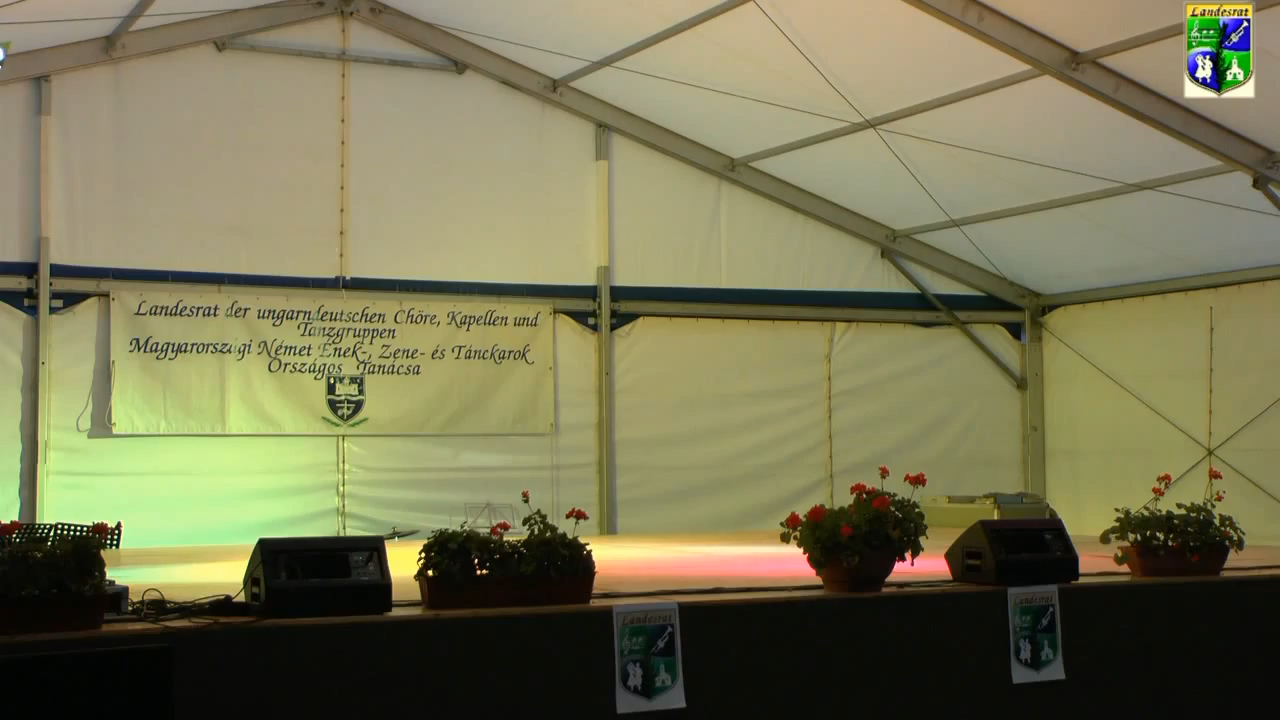 Landesrat
Landesrat der ungarndeutschen Chöre, Kapellen und
Tanzgruppen
Magyarországi Német Ének-, Zene- és Tánckarok
Országos Tanácsa
Landesrat
Landesrat